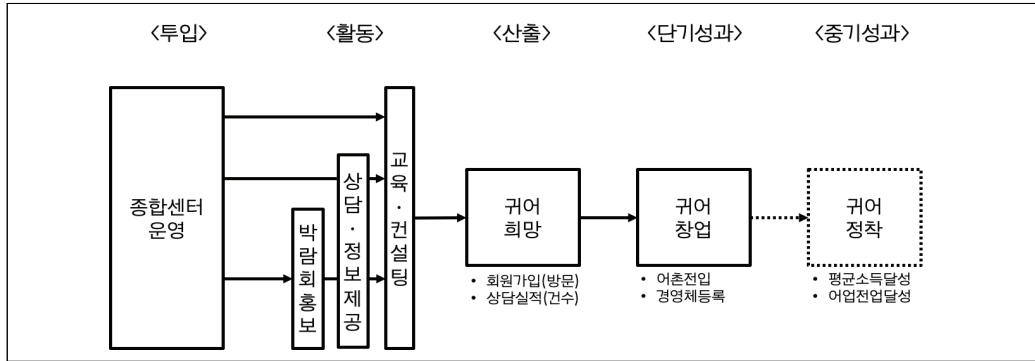 <투입>
<활동>
<산출>
<단기성과>
<중기성과>
종합센터
운영
박람회홍보
상담·정보제공
교육·컨설팅
귀어
희망
• 회원가입(방문)
• 상담실적(건수)
귀어
창업
• 어촌전입
• 경영체등록
귀어
정착
• 평균소득달성
• 어업전업달성